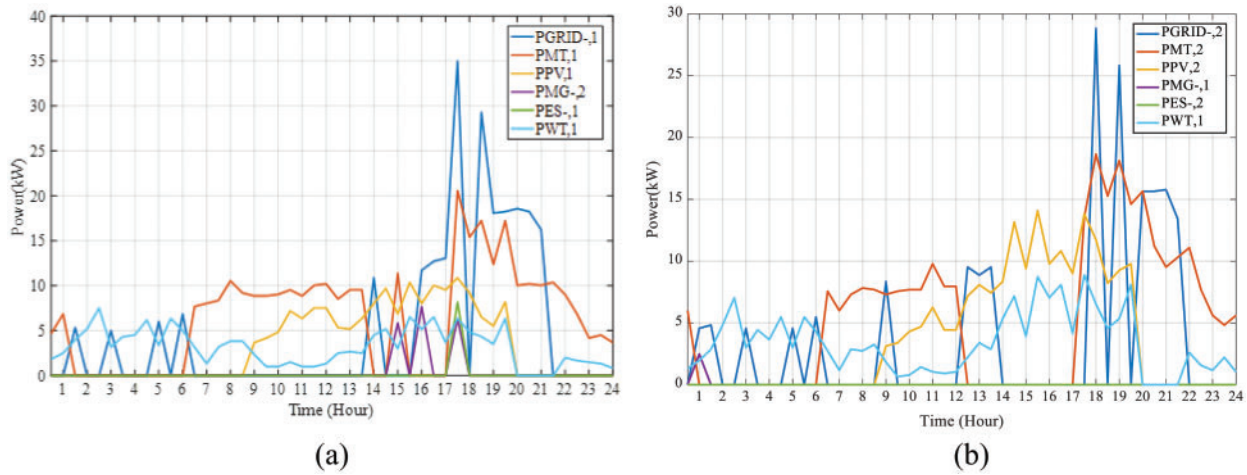 40
35
30
25
20
15
10
5
0
Power(kW)
PGRID-,1
PMT,1
PPV,1
PMG-,2
PES-,1
PWT,1
1 2 3 4 5 6 7 8 9 10 11 12 13 14 15 16 17 18 19 20 21 22 23 24
Time (Hour)
(a)
30
25
20
15
10
5
0
Power(kW)
PGRID-,2
PMT,2
PPV,2
PMG-,1
PES-,2
PWT,1
1 2 3 4 5 6 7 8 9 10 11 12 13 14 15 16 17 18 19 20 21 22 23 24
Time (Hour)
(b)